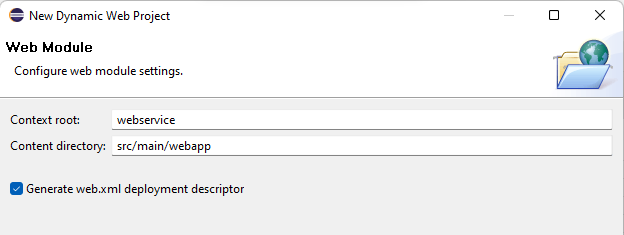 New Dynamic Web Project
Web Module
Configure web module settings.
Context root: webservice
Content directory: src/main/webapp
Generate web.xml deployment descriptor